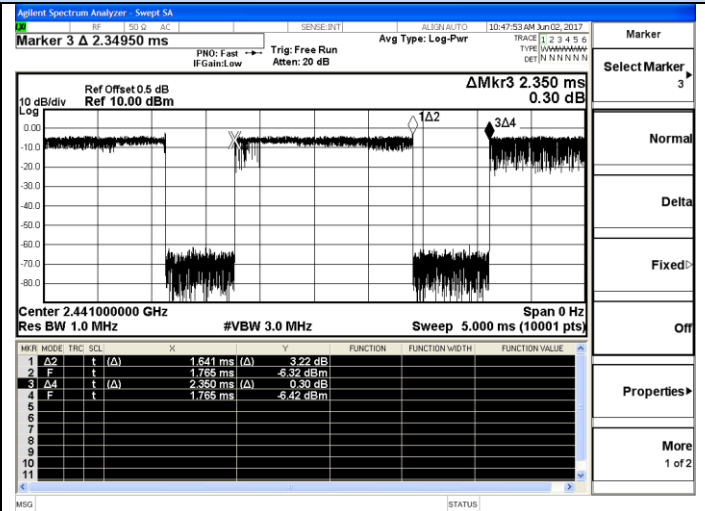 Agilent Spectrum Analyzer - Swept SA
LXI RF 50 Ω AC SENSE:INT ALIGN AUTO 10:47:53 AM Jun 02, 2017
Marker 3 Δ 2.34950 ms
PNO: Fast
IFGain:Low
Trig: Free Run
Atten: 20 dB
Avg Type: Log-Pwr
TRACE 1 2 3 4 5 6
TYPE WWWWWW
DET N N N N N N
ΔMkr3 2.350 ms
0.30 dB
Ref Offset 0.5 dB
10 dB/div Ref 10.00 dBm
Log
1Δ2
3Δ4
0.00
-10.0
-20.0
-30.0
-40.0
-50.0
-60.0
-70.0
-80.0
Center 2.441000000 GHz Span 0 Hz
Res BW 1.0 MHz #VBW 3.0 MHz Sweep 5.000 ms (10001 pts)
MKR MODE TRC SCL X Y FUNCTION FUNCTION WIDTH FUNCTION VALUE
1 Δ2 t (Δ) 1.641 ms (Δ) 3.22 dB
2 F t 1.765 ms -6.32 dBm
3 Δ4 t (Δ) 2.350 ms (Δ) 0.30 dB
4 F t 1.765 ms -6.42 dBm
5
6
7
8
9
10
11
MSG STATUS
Marker
Select Marker
3
Normal
Delta
Fixed
Off
Properties
More
1 of 2